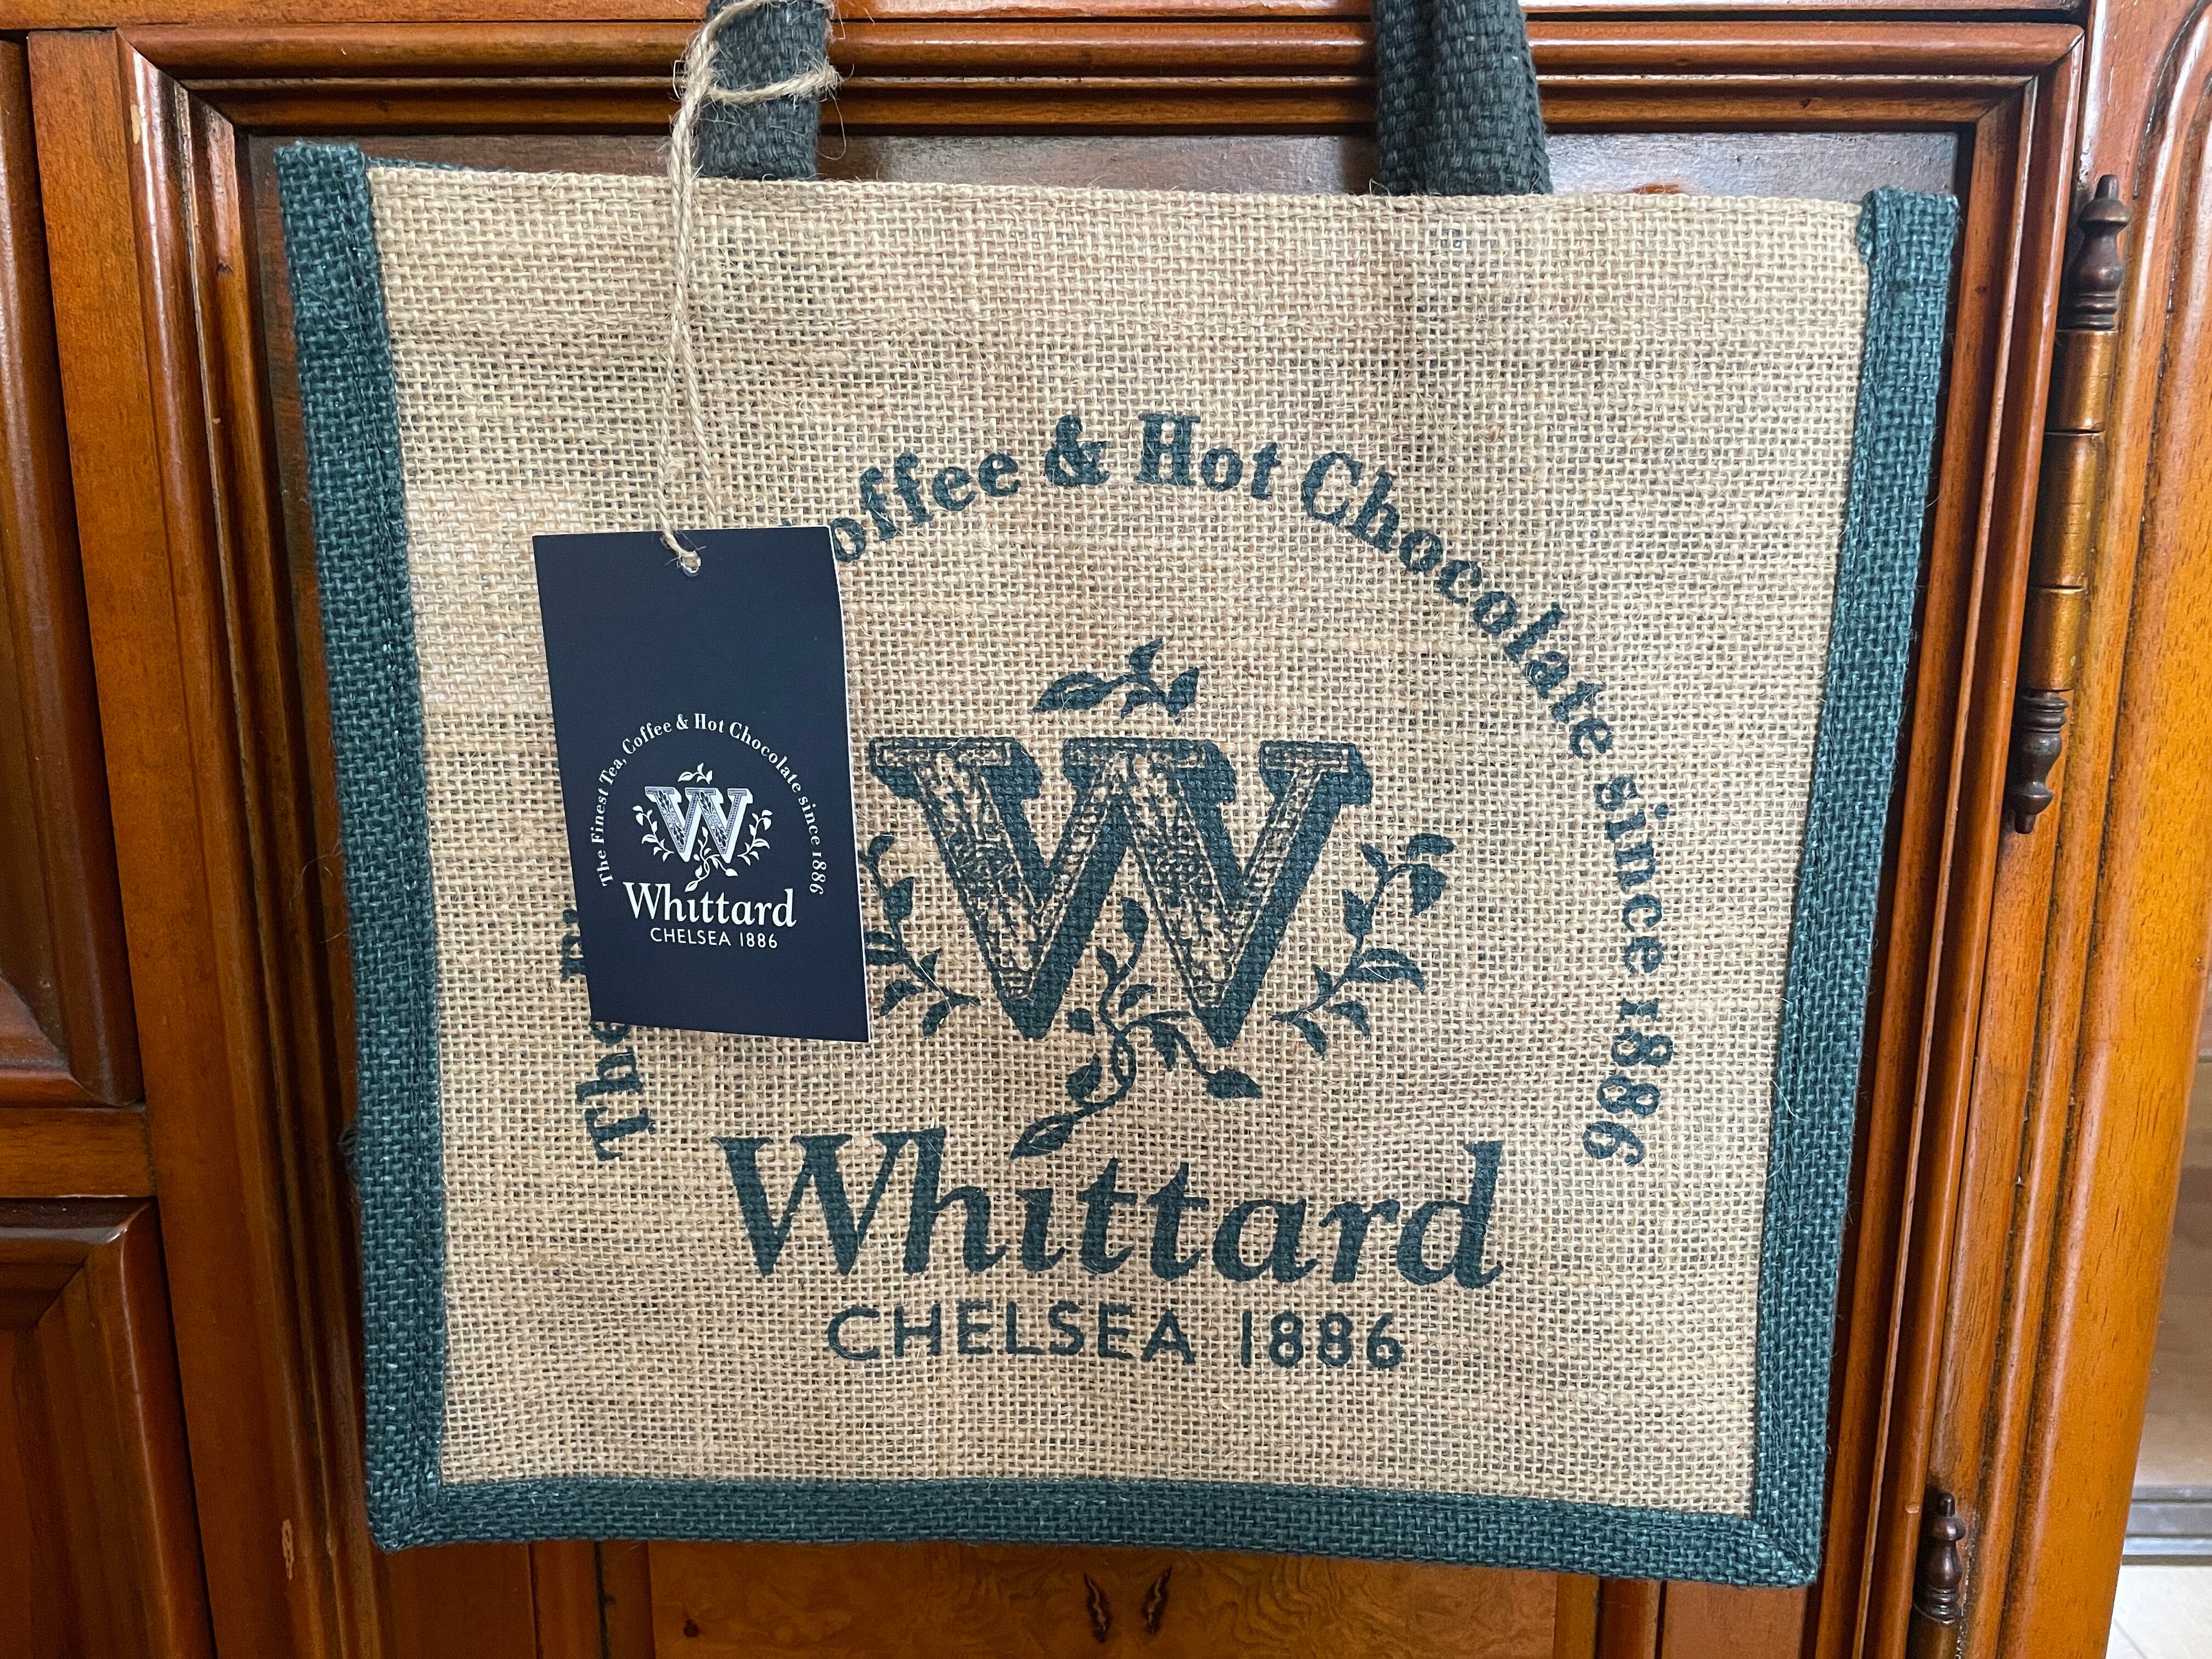 The Finest Tea, Coffee & Hot Chocolate since 1886
W
Whittard
CHELSEA 1886
The F
offee & Hot Chocolate since 1886
W
Whittard
CHELSEA 1886